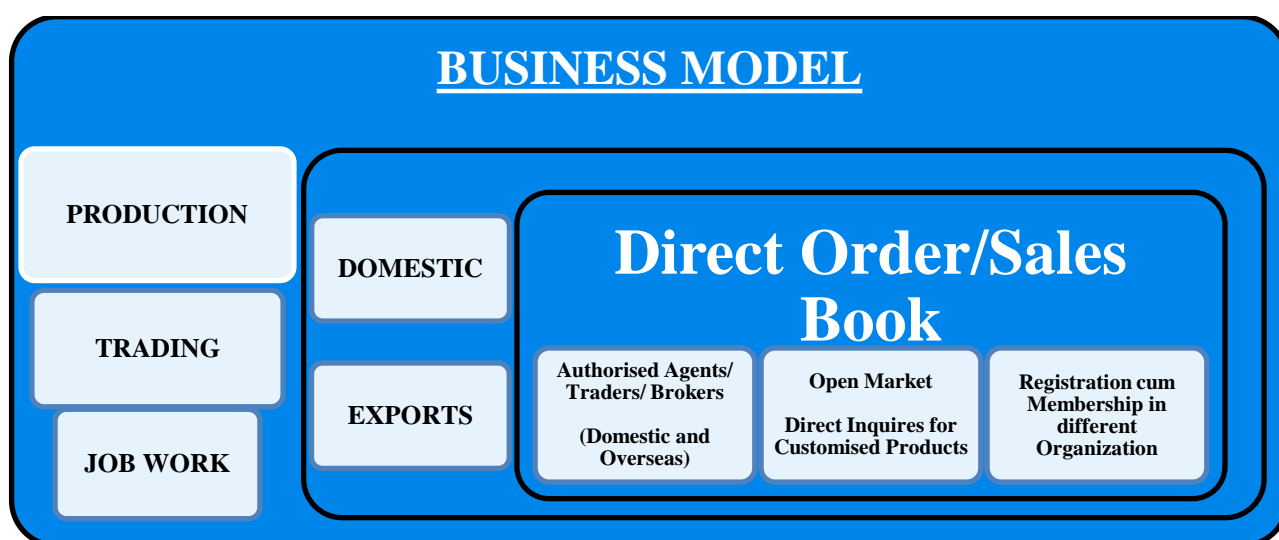 BUSINESS MODEL
PRODUCTION
TRADING
JOB WORK
DOMESTIC
EXPORTS
Direct Order/Sales
Book
Authorised Agents/
Traders/ Brokers
(Domestic and
Overseas)
Open Market
Direct Inquires for
Customised Products
Registration cum
Membership in
different
Organization